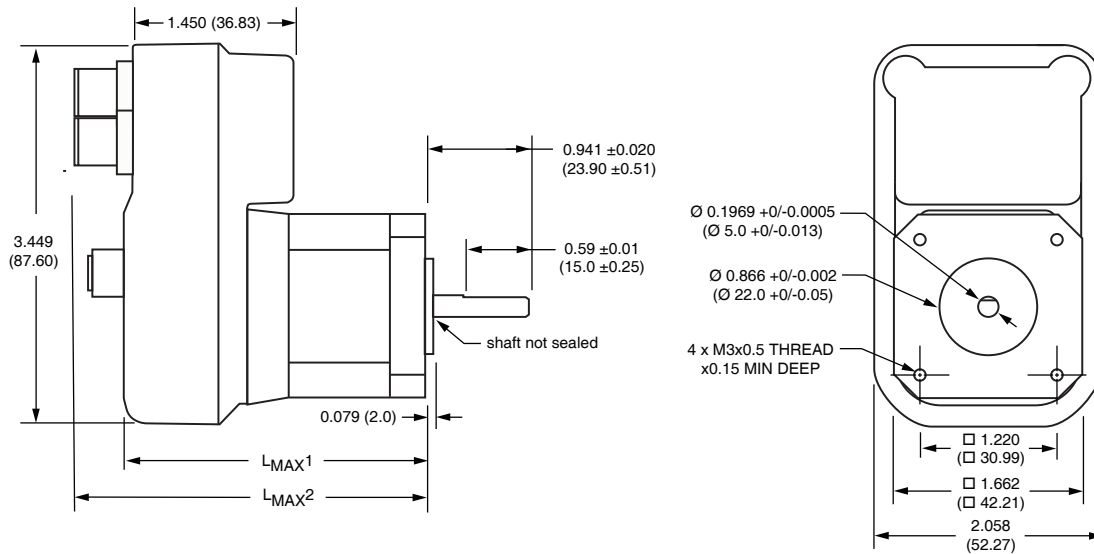 1.450 (36.83)
0.941 ±0.020
(23.90 ±0.51)
3.449
(87.60)
0.59 ±0.01
(15.0 ±0.25)
shaft not sealed
0.079 (2.0)
LMAX1
LMAX2
Ø 0.1969 +0/-0.0005
(Ø 5.0 +0/-0.013)
Ø 0.866 +0/-0.002
(Ø 22.0 +0/-0.05)
4 x M3x0.5 THREAD
x0.15 MIN DEEP
□ 1.220
(□ 30.99)
□ 1.662
(□ 42.21)
2.058
(52.27)